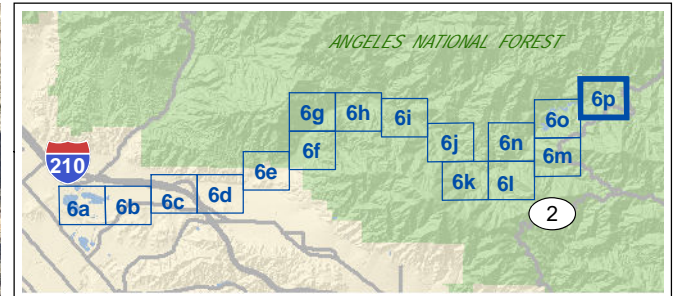 ANGELES NATIONAL FOREST
6p
6g 6h 6i 6o
6f 6j 6n 6m
210 6e
6a 6b 6c 6d 6k 6l
2